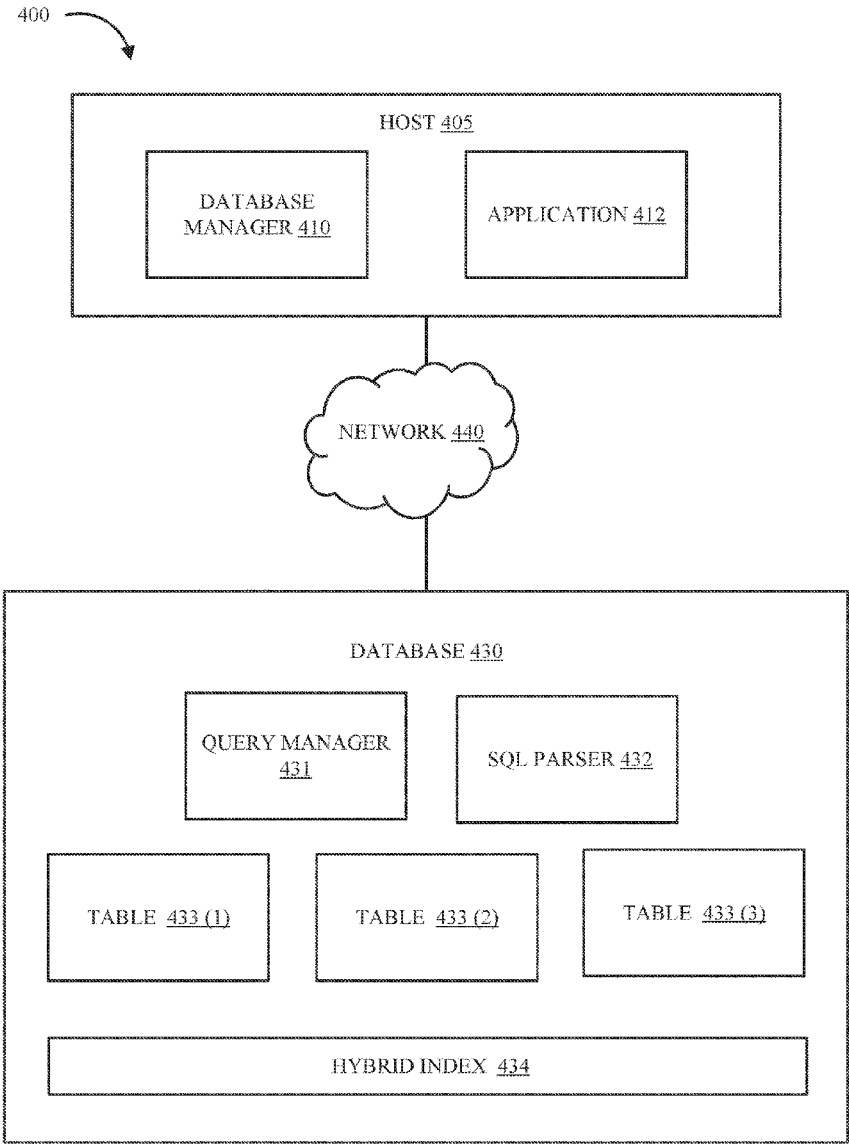 400
HOST 405
DATABASE
MANAGER 410
APPLICATION 412
NETWORK 440
DATABASE 430
QUERY MANAGER
431
SQL PARSER 432
TABLE 433 (1)
TABLE 433 (2)
TABLE 433 (3)
HYBRID INDEX 434